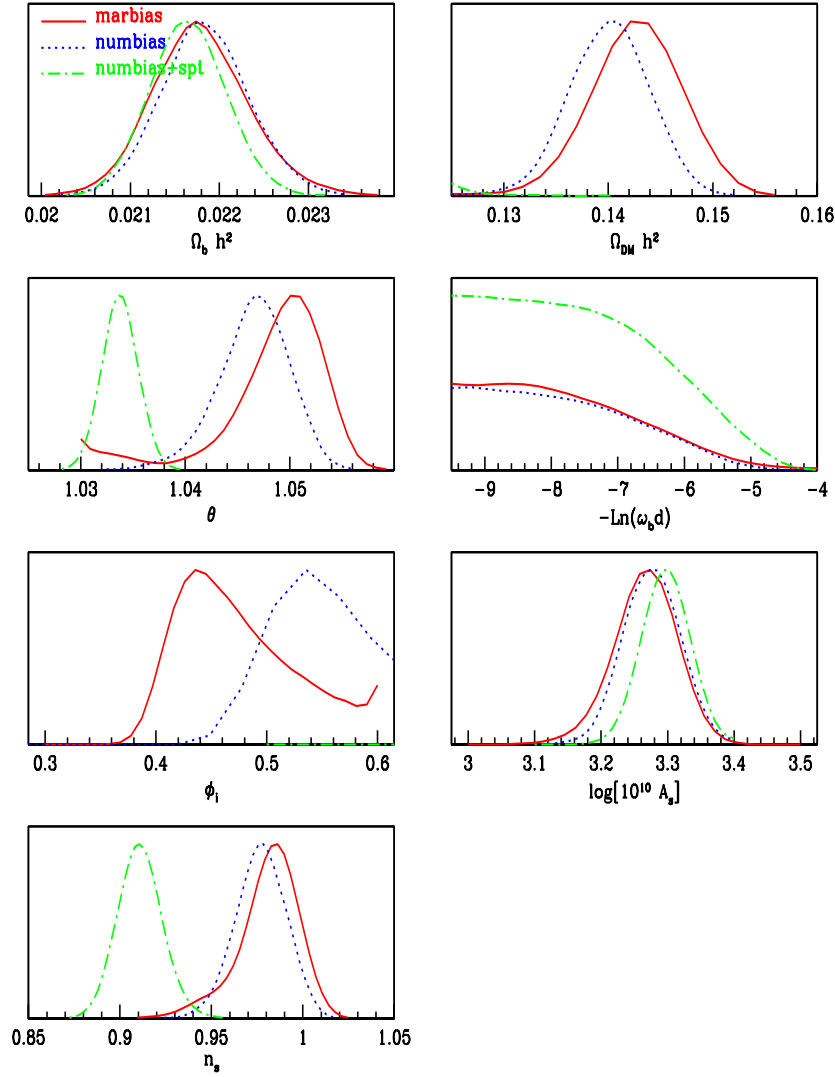 marbias
numbias
numbias+spt
0.02 0.021 0.022 0.023
Ω_b h²
0.13 0.14 0.15 0.16
Ω_DM h²
1.03 1.04 1.05
θ
−9 −8 −7 −6 −5 −4
−Ln(ω_b d)
0.3 0.4 0.5 0.6
ϕ_i
3 3.1 3.2 3.3 3.4 3.5
log[10¹⁰ A_s]
0.85 0.9 0.95 1 1.05
n_s